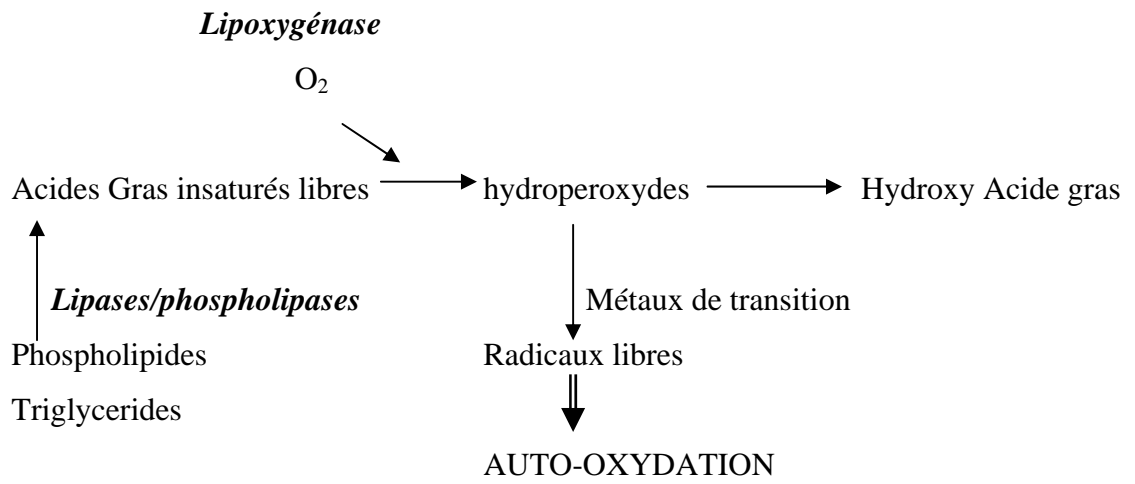 Lipoxygénase
O₂
Acides Gras insaturés libres hydroperoxydes Hydroxy Acide gras
Lipases/phospholipases Métaux de transition
Phospholipides Radicaux libres
Triglycerides
AUTO-OXYDATION